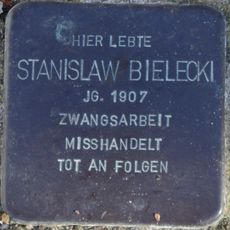 HIER LEBTE
STANISLAW BIELECKI
JG. 1907
ZWANGSARBEIT
MISSHANDELT
TOT AN FOLGEN